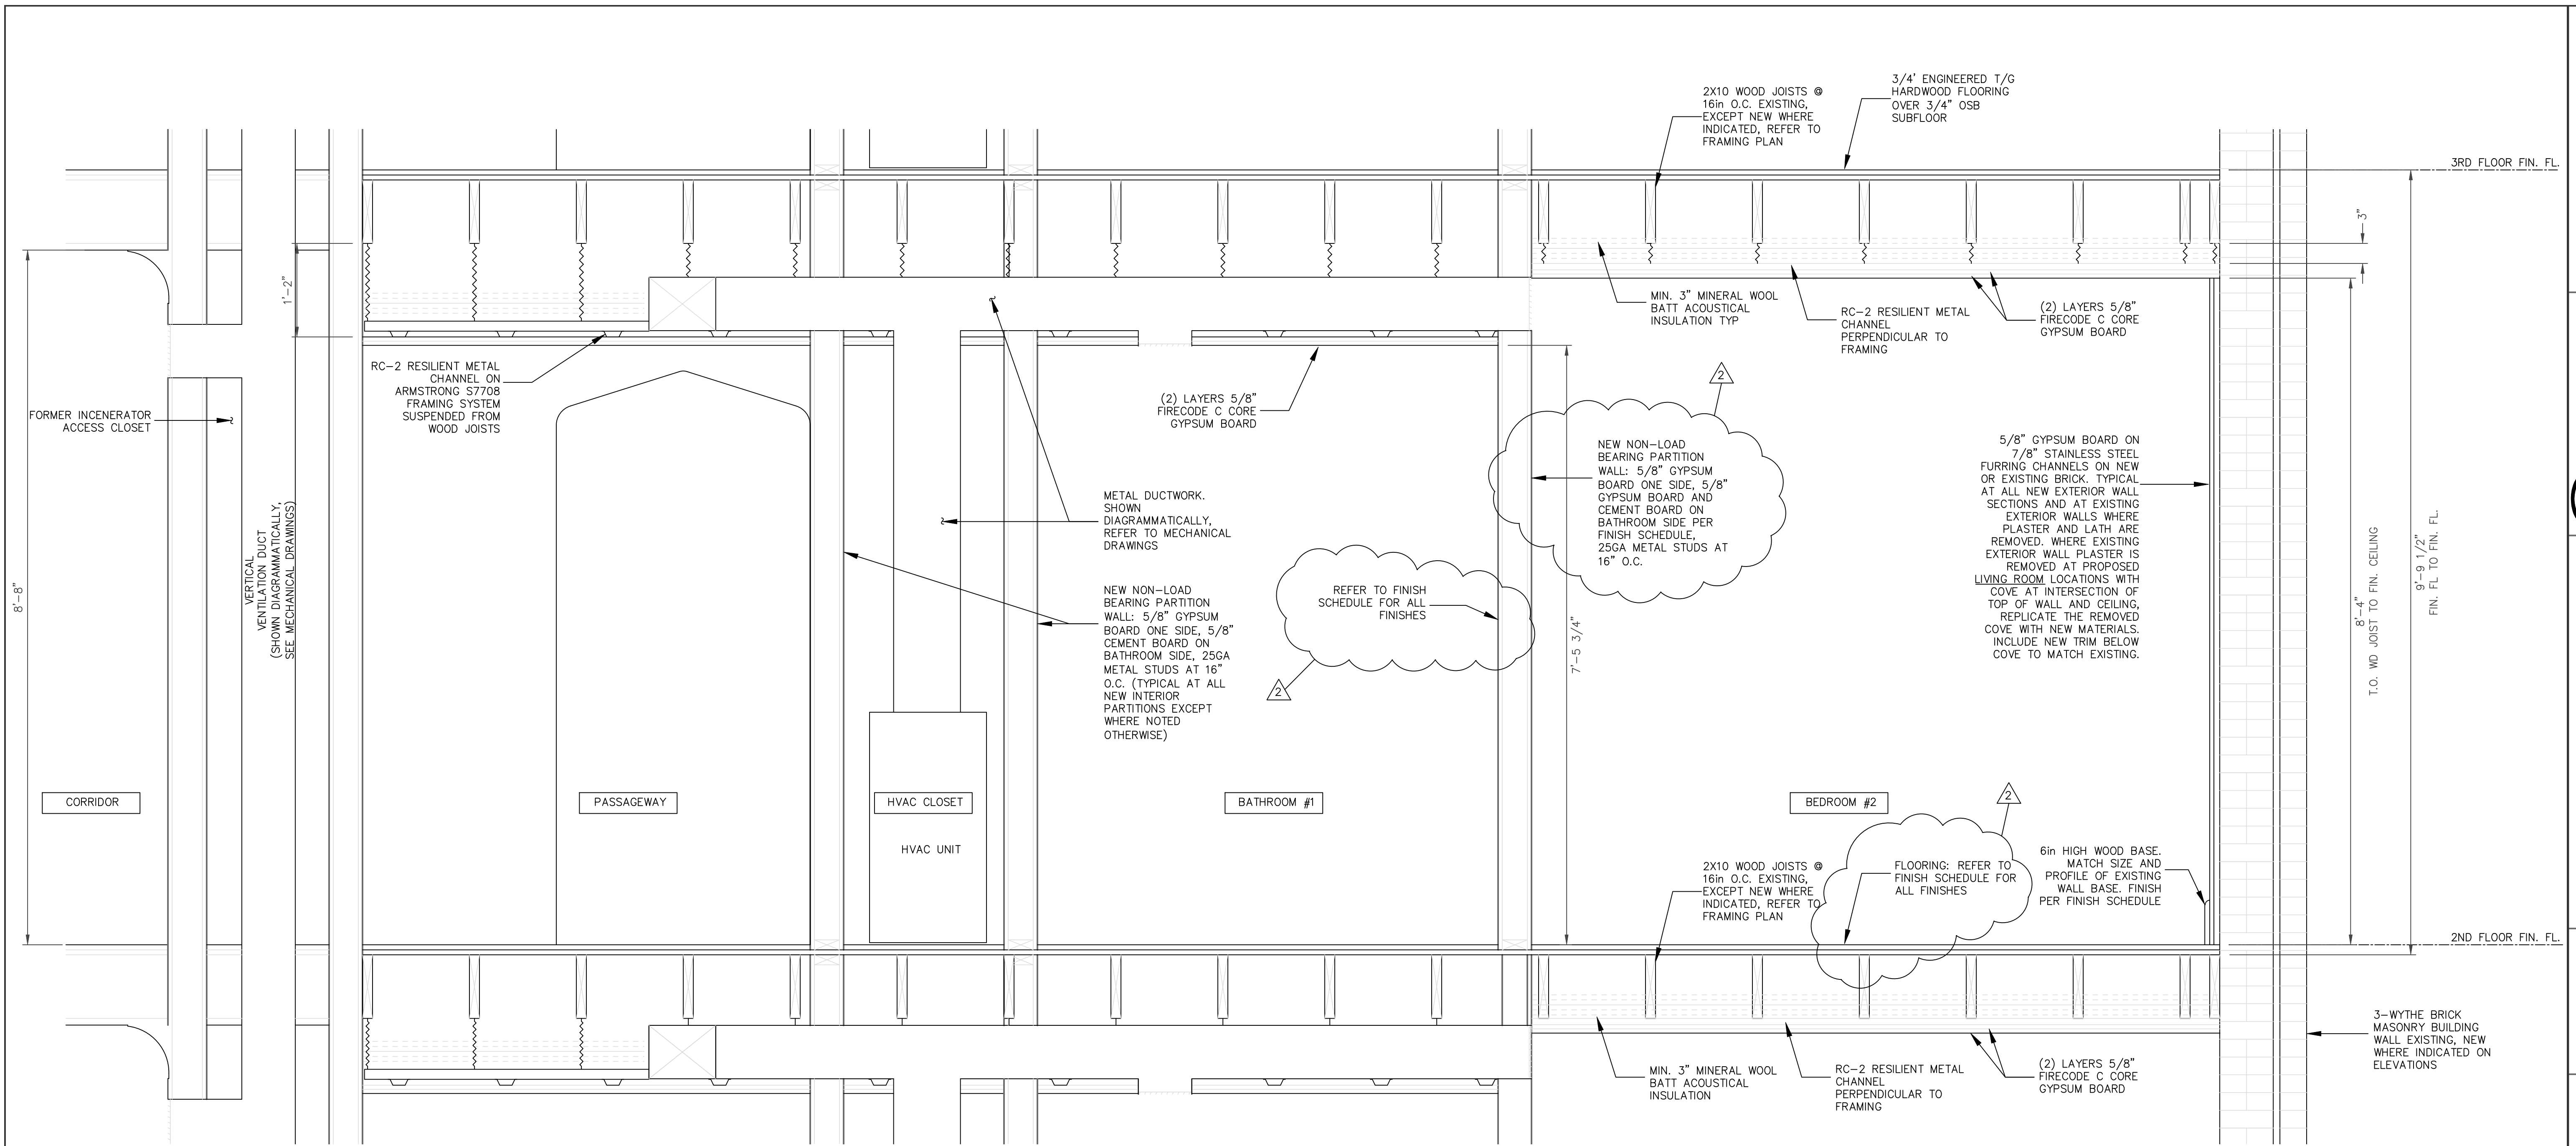 2X10 WOOD JOISTS @
16in O.C. EXISTING,
EXCEPT NEW WHERE
INDICATED, REFER TO
FRAMING PLAN
3/4' ENGINEERED T/G
HARDWOOD FLOORING
OVER 3/4" OSB
SUBFLOOR
3RD FLOOR FIN. FL.
3"
1'-2"
MIN. 3" MINERAL WOOL
BATT ACOUSTICAL
INSULATION TYP
RC-2 RESILIENT METAL
CHANNEL
PERPENDICULAR TO
FRAMING
(2) LAYERS 5/8"
FIRECODE C CORE
GYPSUM BOARD
RC-2 RESILIENT METAL
CHANNEL ON
ARMSTRONG S7708
FRAMING SYSTEM
SUSPENDED FROM
WOOD JOISTS
FORMER INCENERATOR
ACCESS CLOSET
(2) LAYERS 5/8"
FIRECODE C CORE
GYPSUM BOARD
2
NEW NON-LOAD
BEARING PARTITION
WALL: 5/8" GYPSUM
BOARD ONE SIDE, 5/8"
GYPSUM BOARD AND
CEMENT BOARD ON
BATHROOM SIDE PER
FINISH SCHEDULE,
25GA METAL STUDS AT
16" O.C.
5/8" GYPSUM BOARD ON
7/8" STAINLESS STEEL
FURRING CHANNELS ON NEW
OR EXISTING BRICK. TYPICAL
AT ALL NEW EXTERIOR WALL
SECTIONS AND AT EXISTING
EXTERIOR WALLS WHERE
PLASTER AND LATH ARE
REMOVED. WHERE EXISTING
EXTERIOR WALL PLASTER IS
REMOVED AT PROPOSED
LIVING ROOM LOCATIONS WITH
COVE AT INTERSECTION OF
TOP OF WALL AND CEILING,
REPLICATE THE REMOVED
COVE WITH NEW MATERIALS.
INCLUDE NEW TRIM BELOW
COVE TO MATCH EXISTING.
METAL DUCTWORK.
SHOWN
DIAGRAMMATICALLY,
REFER TO MECHANICAL
DRAWINGS
VERTICAL
VENTILATION DUCT
(SHOWN DIAGRAMMATICALLY,
SEE MECHANICAL DRAWINGS)
8'-8"
NEW NON-LOAD
BEARING PARTITION
WALL: 5/8" GYPSUM
BOARD ONE SIDE, 5/8"
CEMENT BOARD ON
BATHROOM SIDE, 25GA
METAL STUDS AT 16"
O.C. (TYPICAL AT ALL
NEW INTERIOR
PARTITIONS EXCEPT
WHERE NOTED
OTHERWISE)
REFER TO FINISH
SCHEDULE FOR ALL
FINISHES
2
7'-5 3/4"
8'-4"
T.O. WD JOIST TO FIN. CEILING
9'-9 1/2"
FIN. FL TO FIN. FL.
CORRIDOR
PASSAGEWAY
HVAC CLOSET
HVAC UNIT
BATHROOM #1
BEDROOM #2
2
2X10 WOOD JOISTS @
16in O.C. EXISTING,
EXCEPT NEW WHERE
INDICATED, REFER TO
FRAMING PLAN
FLOORING: REFER TO
FINISH SCHEDULE FOR
ALL FINISHES
6in HIGH WOOD BASE.
MATCH SIZE AND
PROFILE OF EXISTING
WALL BASE. FINISH
PER FINISH SCHEDULE
2ND FLOOR FIN. FL.
MIN. 3" MINERAL WOOL
BATT ACOUSTICAL
INSULATION
RC-2 RESILIENT METAL
CHANNEL
PERPENDICULAR TO
FRAMING
(2) LAYERS 5/8"
FIRECODE C CORE
GYPSUM BOARD
3-WYTHE BRICK
MASONRY BUILDING
WALL EXISTING, NEW
WHERE INDICATED ON
ELEVATIONS